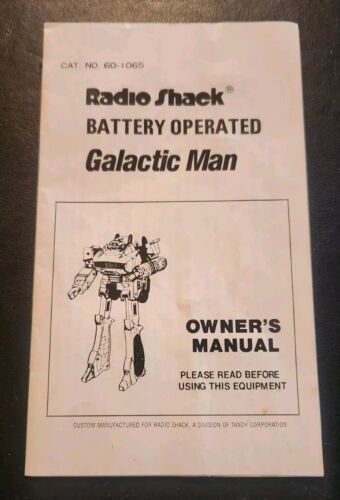 CAT. NO. 60-1065
Radio Shack®
BATTERY OPERATED
Galactic Man
OWNER'S
MANUAL
PLEASE READ BEFORE
USING THIS EQUIPMENT
CUSTOM MANUFACTURED FOR RADIO SHACK, A DIVISION OF TANDY CORPORATION